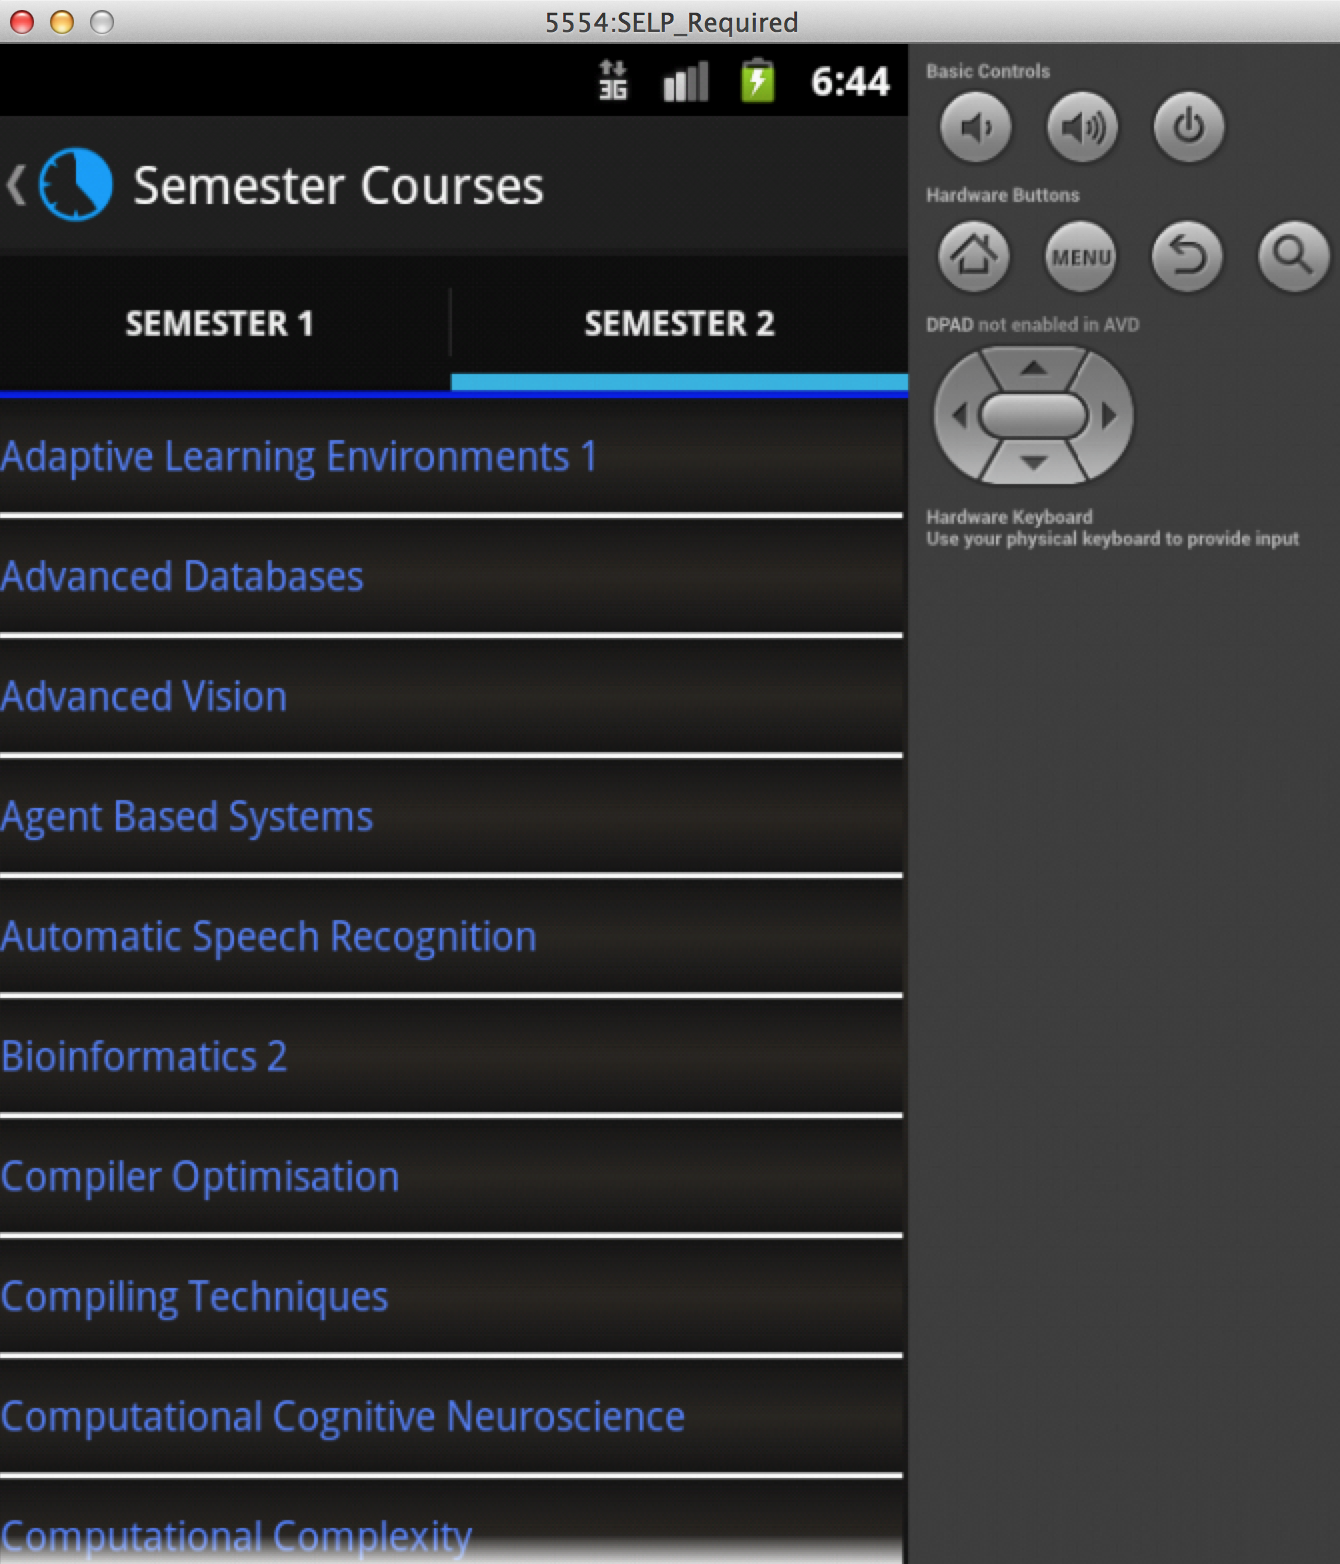 5554:SELP_Required
3G
6:44
Semester Courses
SEMESTER 1
SEMESTER 2
Adaptive Learning Environments 1
Advanced Databases
Advanced Vision
Agent Based Systems
Automatic Speech Recognition
Bioinformatics 2
Compiler Optimisation
Compiling Techniques
Computational Cognitive Neuroscience
Computational Complexity
Basic Controls
Hardware Buttons
MENU
DPAD not enabled in AVD
Hardware Keyboard
Use your physical keyboard to provide input